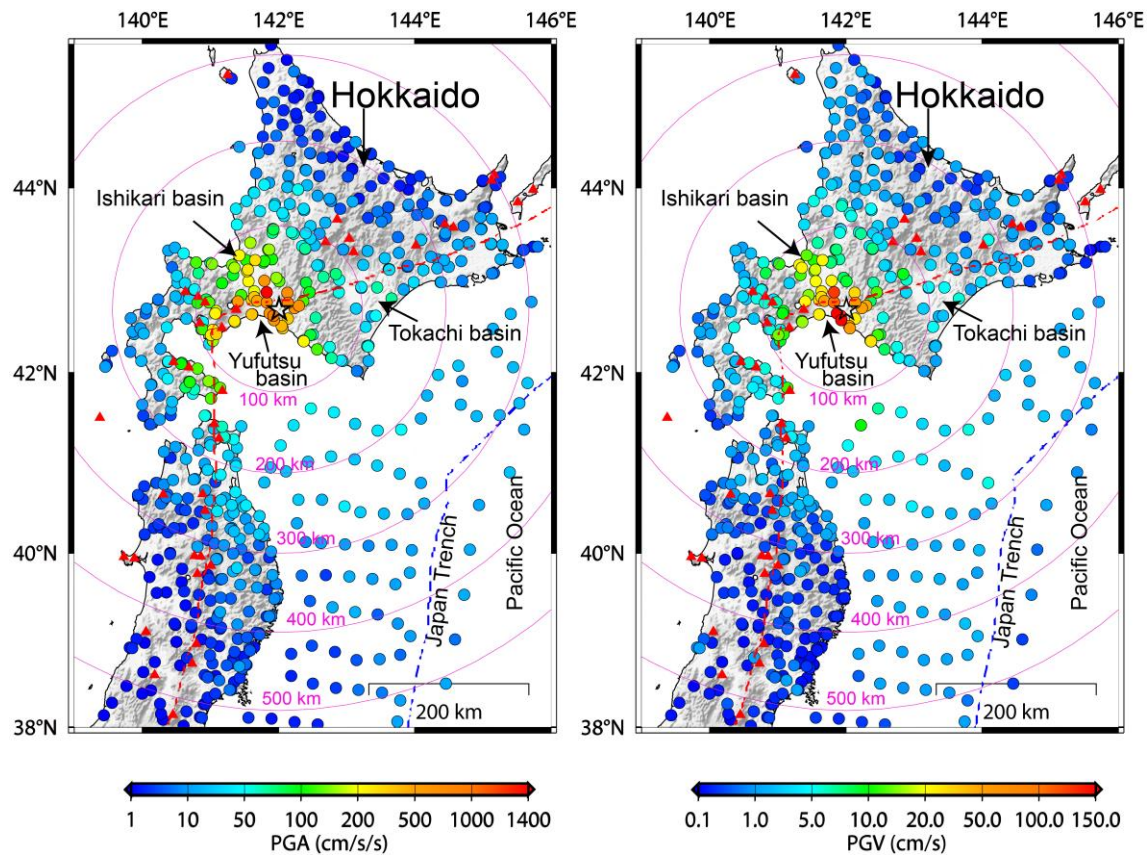 140°E 142°E 144°E 146°E
Hokkaido
44°N
Ishikari basin
Tokachi basin
Yufutsu
basin
42°N
100 km
200 km
300 km
40°N
400 km
500 km
Japan Trench
Pacific Ocean
200 km
38°N
1 10 50 100 200 500 1000 1400
PGA (cm/s/s)
140°E 142°E 144°E 146°E
Hokkaido
44°N
Ishikari basin
Tokachi basin
Yufutsu
basin
42°N
100 km
200 km
300 km
40°N
400 km
500 km
Japan Trench
Pacific Ocean
200 km
38°N
0.1 1.0 5.0 10.0 20.0 50.0 100.0 150.0
PGV (cm/s)